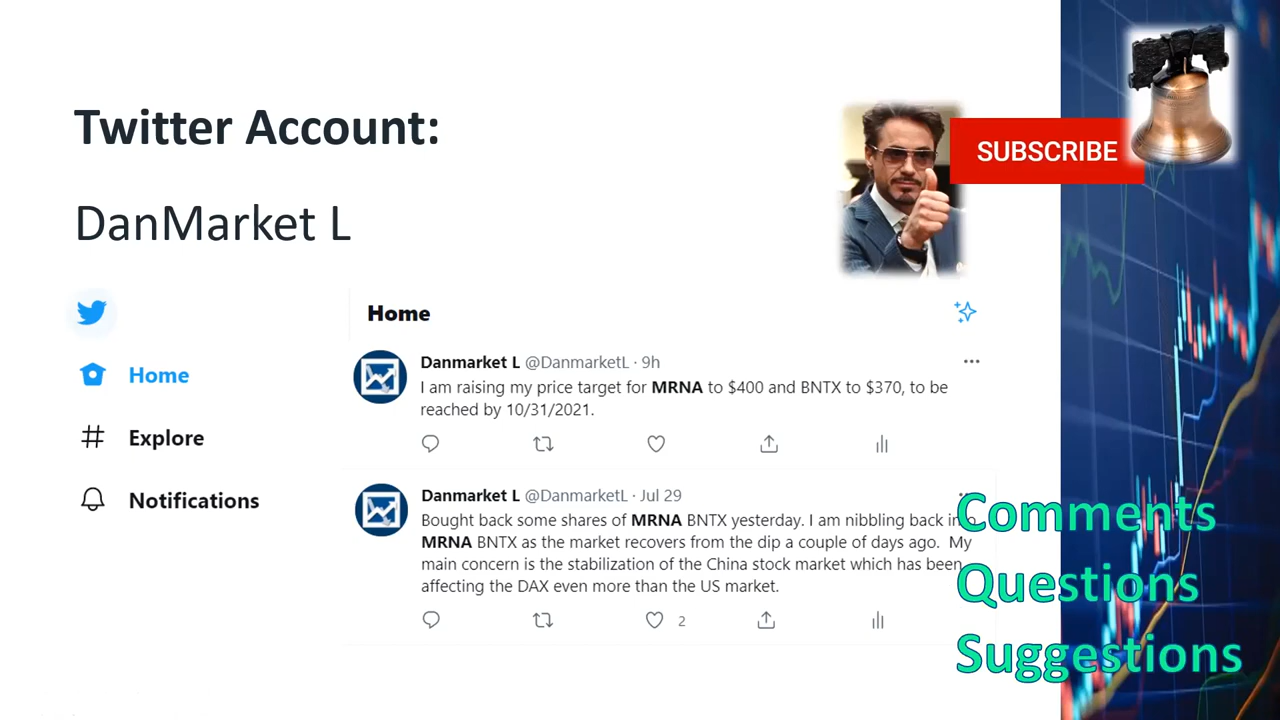 Twitter Account:
DanMarket L
SUBSCRIBE
Home
Explore
Notifications
Home
Danmarket L @DanmarketL · 9h
I am raising my price target for MRNA to $400 and BNTX to $370, to be
reached by 10/31/2021.
Danmarket L @DanmarketL · Jul 29
Bought back some shares of MRNA BNTX yesterday. I am nibbling back into
MRNA BNTX as the market recovers from the dip a couple of days ago. My
main concern is the stabilization of the China stock market which has been
affecting the DAX even more than the US market.
2
Comments
Questions
Suggestions